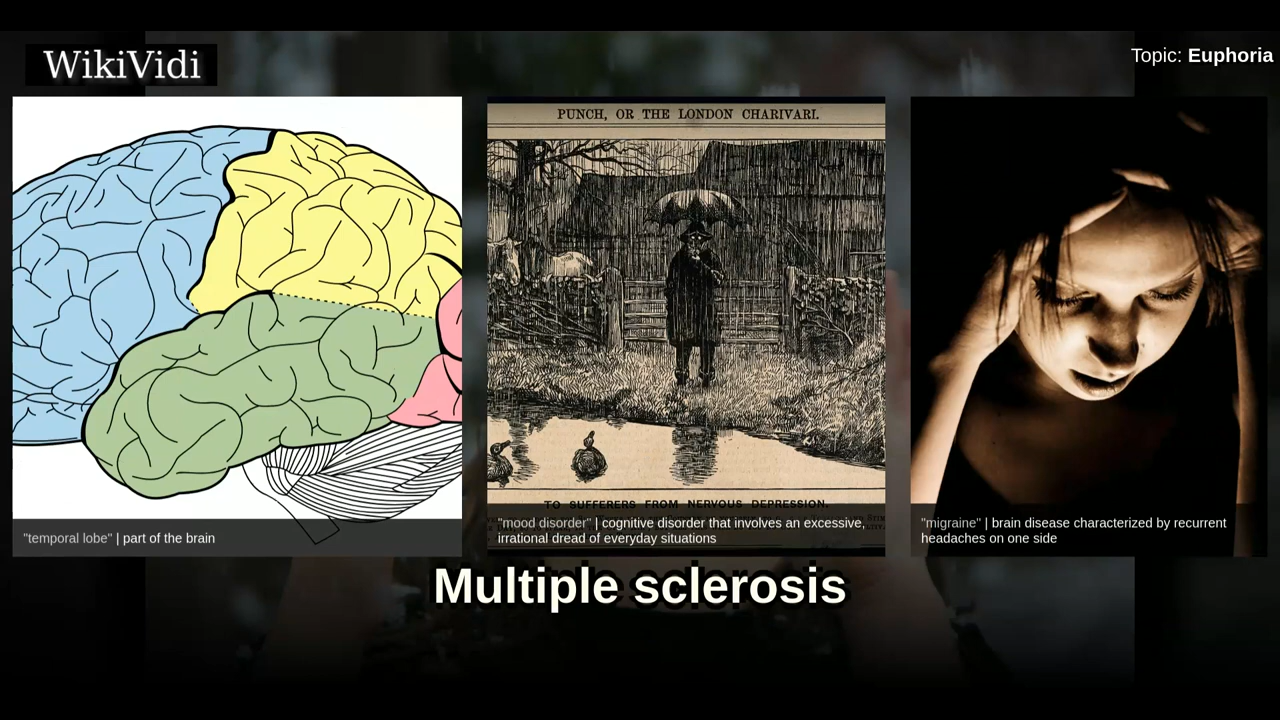 WikiVidi
Topic: Euphoria
PUNCH, OR THE LONDON CHARIVARI.
TO SUFFERERS FROM NERVOUS DEPRESSION.
"temporal lobe" | part of the brain
"mood disorder" | cognitive disorder that involves an excessive,
irrational dread of everyday situations
"migraine" | brain disease characterized by recurrent
headaches on one side
Multiple sclerosis